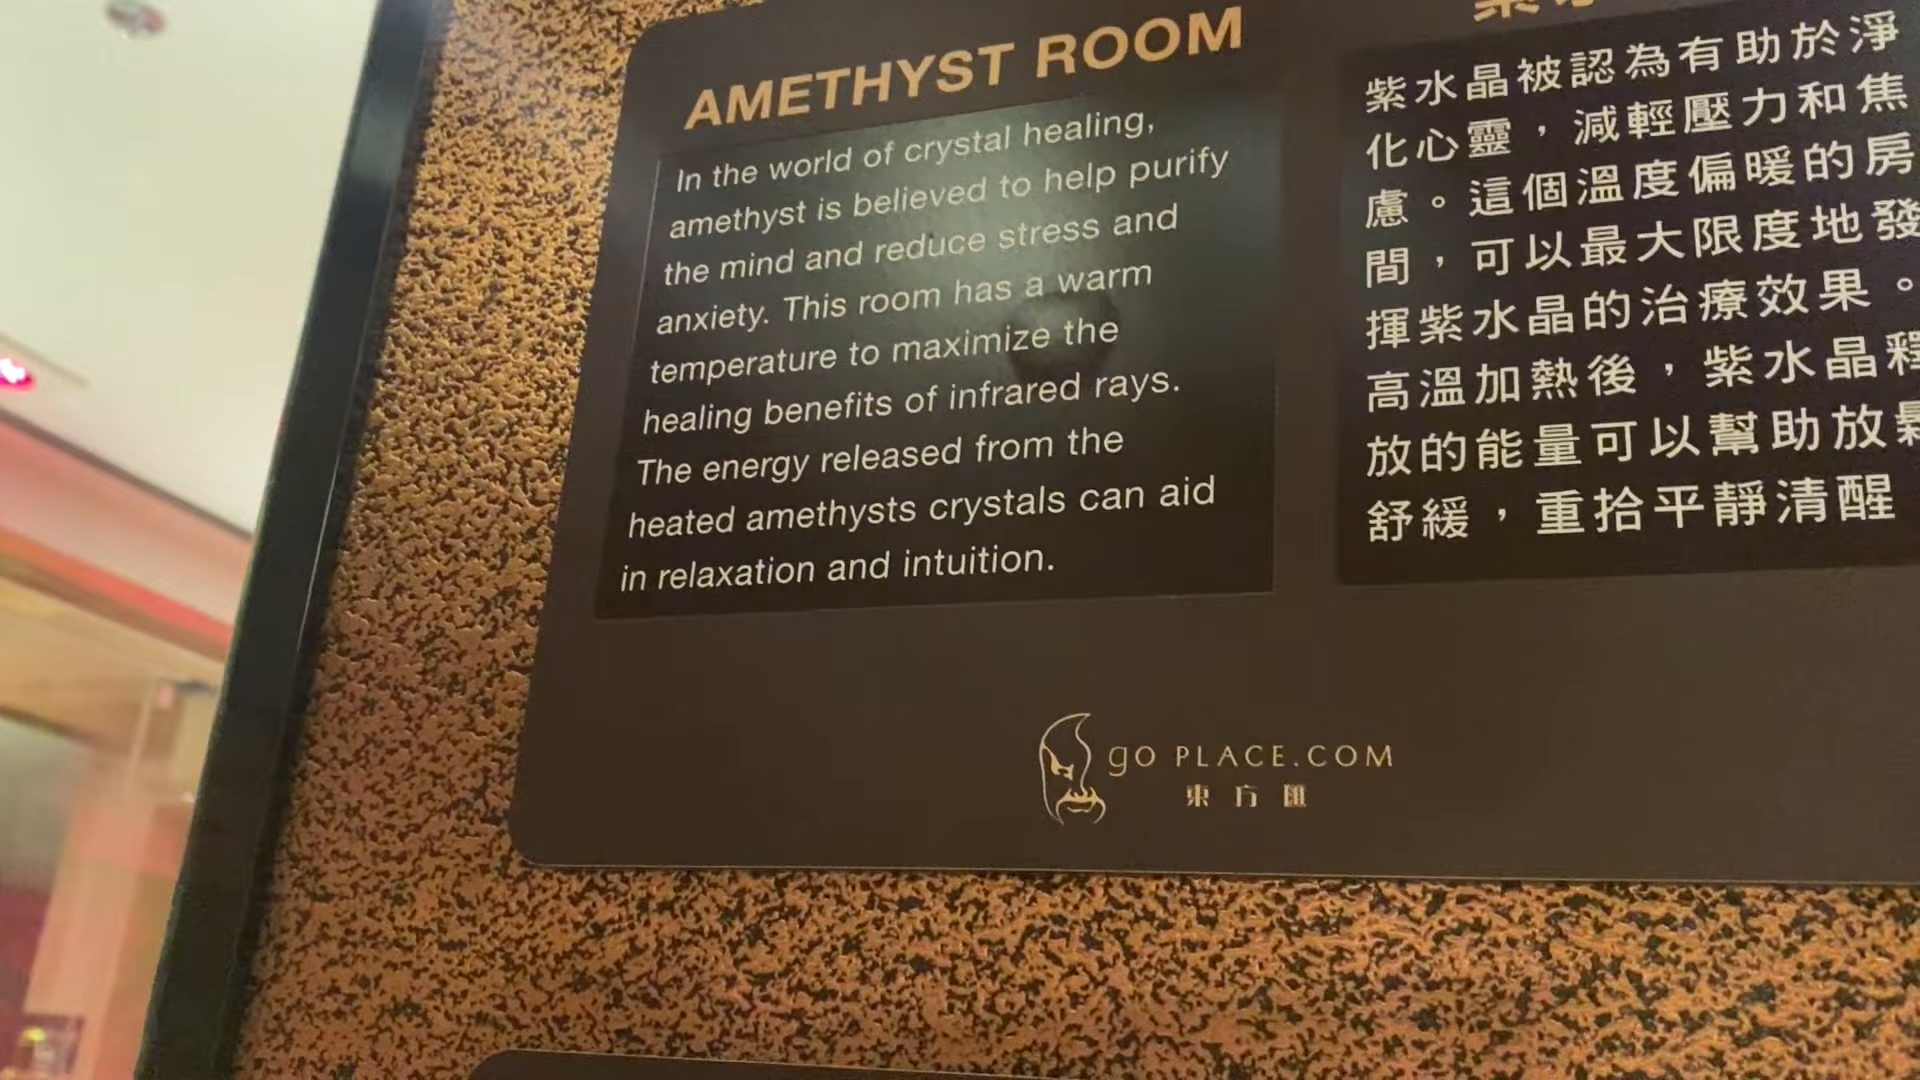 AMETHYST ROOM
In the world of crystal healing,
amethyst is believed to help purify
the mind and reduce stress and
anxiety. This room has a warm
temperature to maximize the
healing benefits of infrared rays.
The energy released from the
heated amethysts crystals can aid
in relaxation and intuition.
紫水晶被認為有助於淨
化心靈，減輕壓力和焦
慮。這個溫度偏暖的房
間，可以最大限度地發
揮紫水晶的治療效果。
高溫加熱後，紫水晶釋
放的能量可以幫助放鬆
舒緩，重拾平靜清醒
go PLACE.COM
東方匯